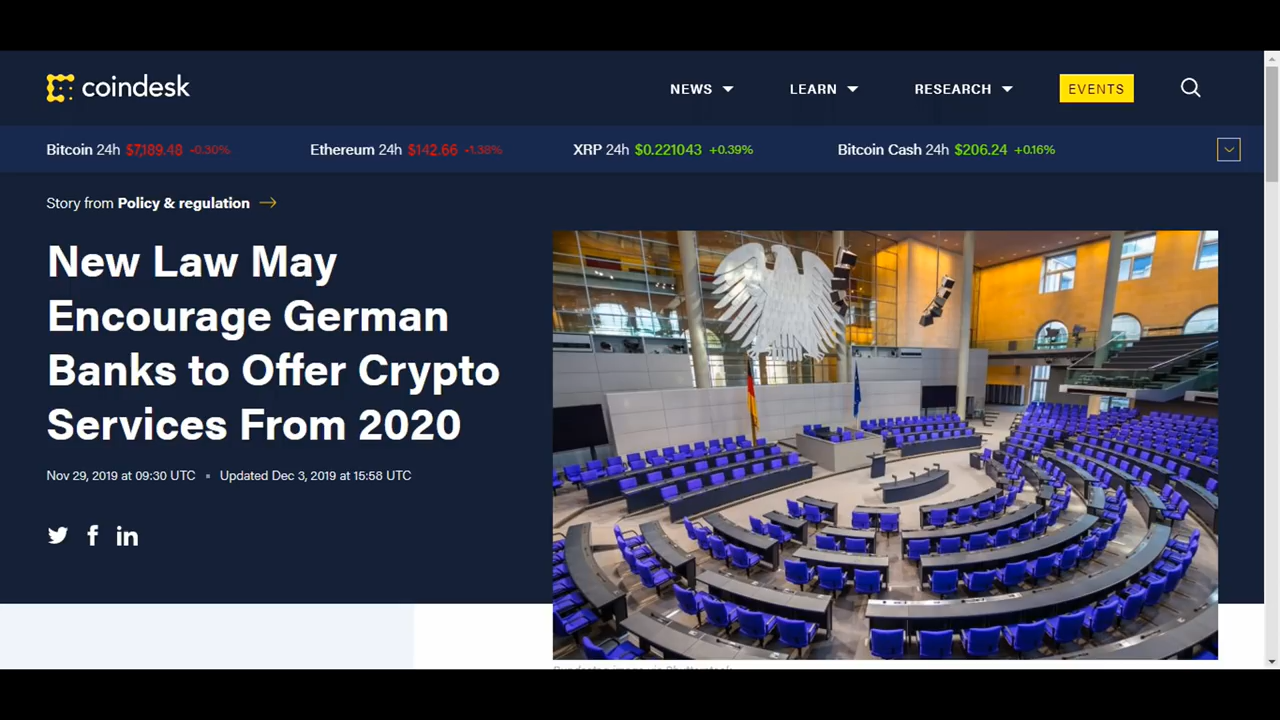 coindesk
NEWS LEARN RESEARCH EVENTS
Bitcoin 24h $7,189.48 -0.30% Ethereum 24h $142.66 -1.38% XRP 24h $0.221043 +0.39% Bitcoin Cash 24h $206.24 +0.16%
Story from Policy & regulation
New Law May
Encourage German
Banks to Offer Crypto
Services From 2020
Nov 29, 2019 at 09:30 UTC Updated Dec 3, 2019 at 15:58 UTC